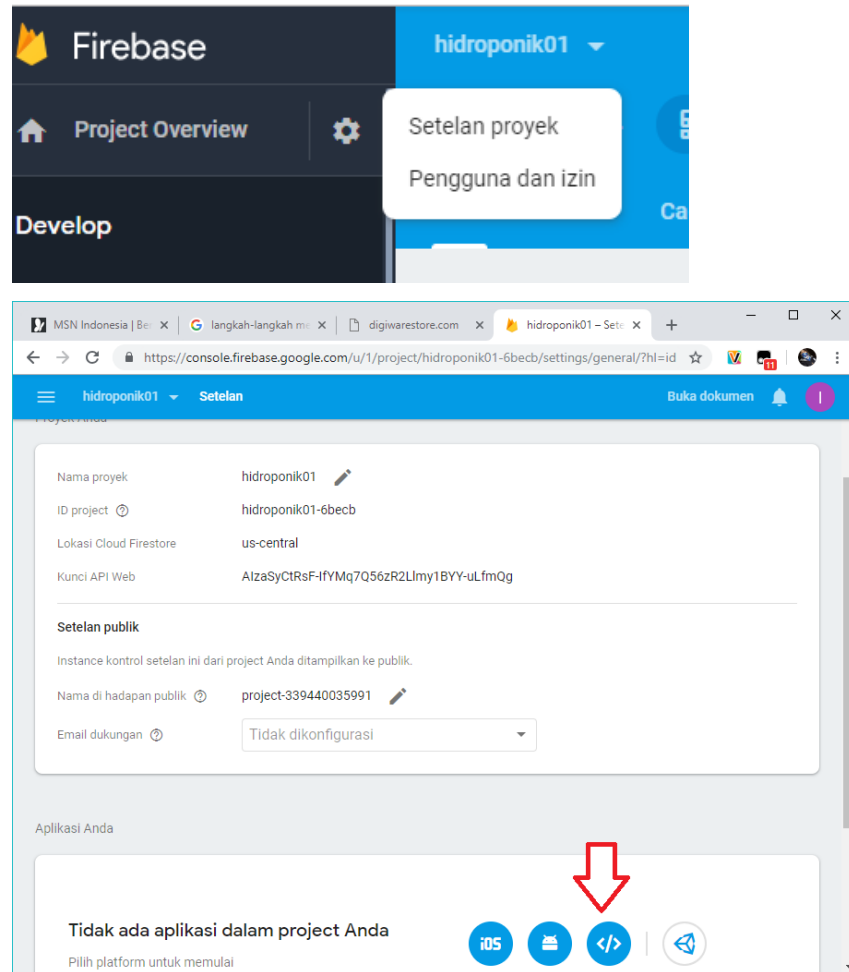 Firebase
hidroponik01
Project Overview
Setelan proyek
Pengguna dan izin
Ca
Develop
MSN Indonesia | Be
langkah-langkah me
digiwarestore.com
hidroponik01 – Sete
https://console.firebase.google.com/u/1/project/hidroponik01-6becb/settings/general/?hl=id
11
hidroponik01
Setelan
Buka dokumen
I
Proyek Anda
Nama proyek
hidroponik01
ID project
hidroponik01-6becb
Lokasi Cloud Firestore
us-central
Kunci API Web
AIzaSyCtRsF-IfYMq7Q56zR2Llmy1BYY-uLfmQg
Setelan publik
Instance kontrol setelan ini dari project Anda ditampilkan ke publik.
Nama di hadapan publik
project-339440035991
Email dukungan
Tidak dikonfigurasi
Aplikasi Anda
Tidak ada aplikasi dalam project Anda
iOS
</>
Pilih platform untuk memulai